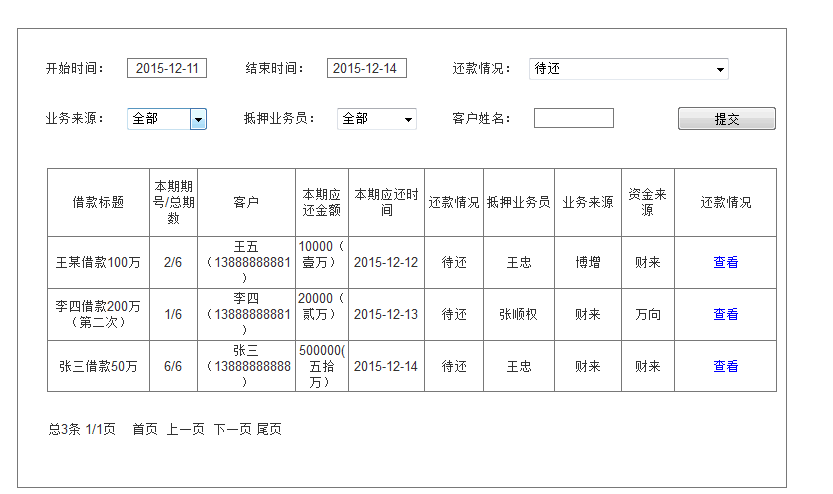 开始时间： 2015-12-11 结束时间： 2015-12-14 还款情况： 待还
业务来源： 全部 抵押业务员： 全部 客户姓名： 提交
借款标题 本期期号/总期数 客户 本期应还金额 本期应还时间 还款情况 抵押业务员 业务来源 资金来源 还款情况
王某借款100万 2/6 王五（13888888881） 10000（壹万） 2015-12-12 待还 王忠 博增 财来 查看
李四借款200万（第二次） 1/6 李四（13888888881） 20000（贰万） 2015-12-13 待还 张顺权 财来 万向 查看
张三借款50万 6/6 张三（13888888888） 500000(五拾万） 2015-12-14 待还 王忠 财来 财来 查看
总3条 1/1页 首页 上一页 下一页 尾页